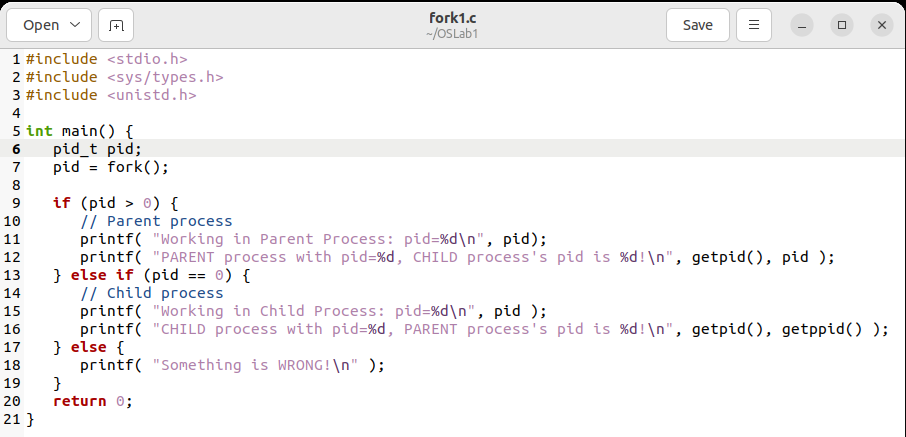 Open
fork1.c
~/OSLab1
Save
1 #include <stdio.h>
2 #include <sys/types.h>
3 #include <unistd.h>
4
5 int main() {
6    pid_t pid;
7    pid = fork();
8
9    if (pid > 0) {
10       // Parent process
11       printf( "Working in Parent Process: pid=%d\n", pid);
12       printf( "PARENT process with pid=%d, CHILD process's pid is %d!\n", getpid(), pid );
13    } else if (pid == 0) {
14       // Child process
15       printf( "Working in Child Process: pid=%d\n", pid );
16       printf( "CHILD process with pid=%d, PARENT process's pid is %d!\n", getpid(), getppid() );
17    } else {
18       printf( "Something is WRONG!\n" );
19    }
20    return 0;
21 }